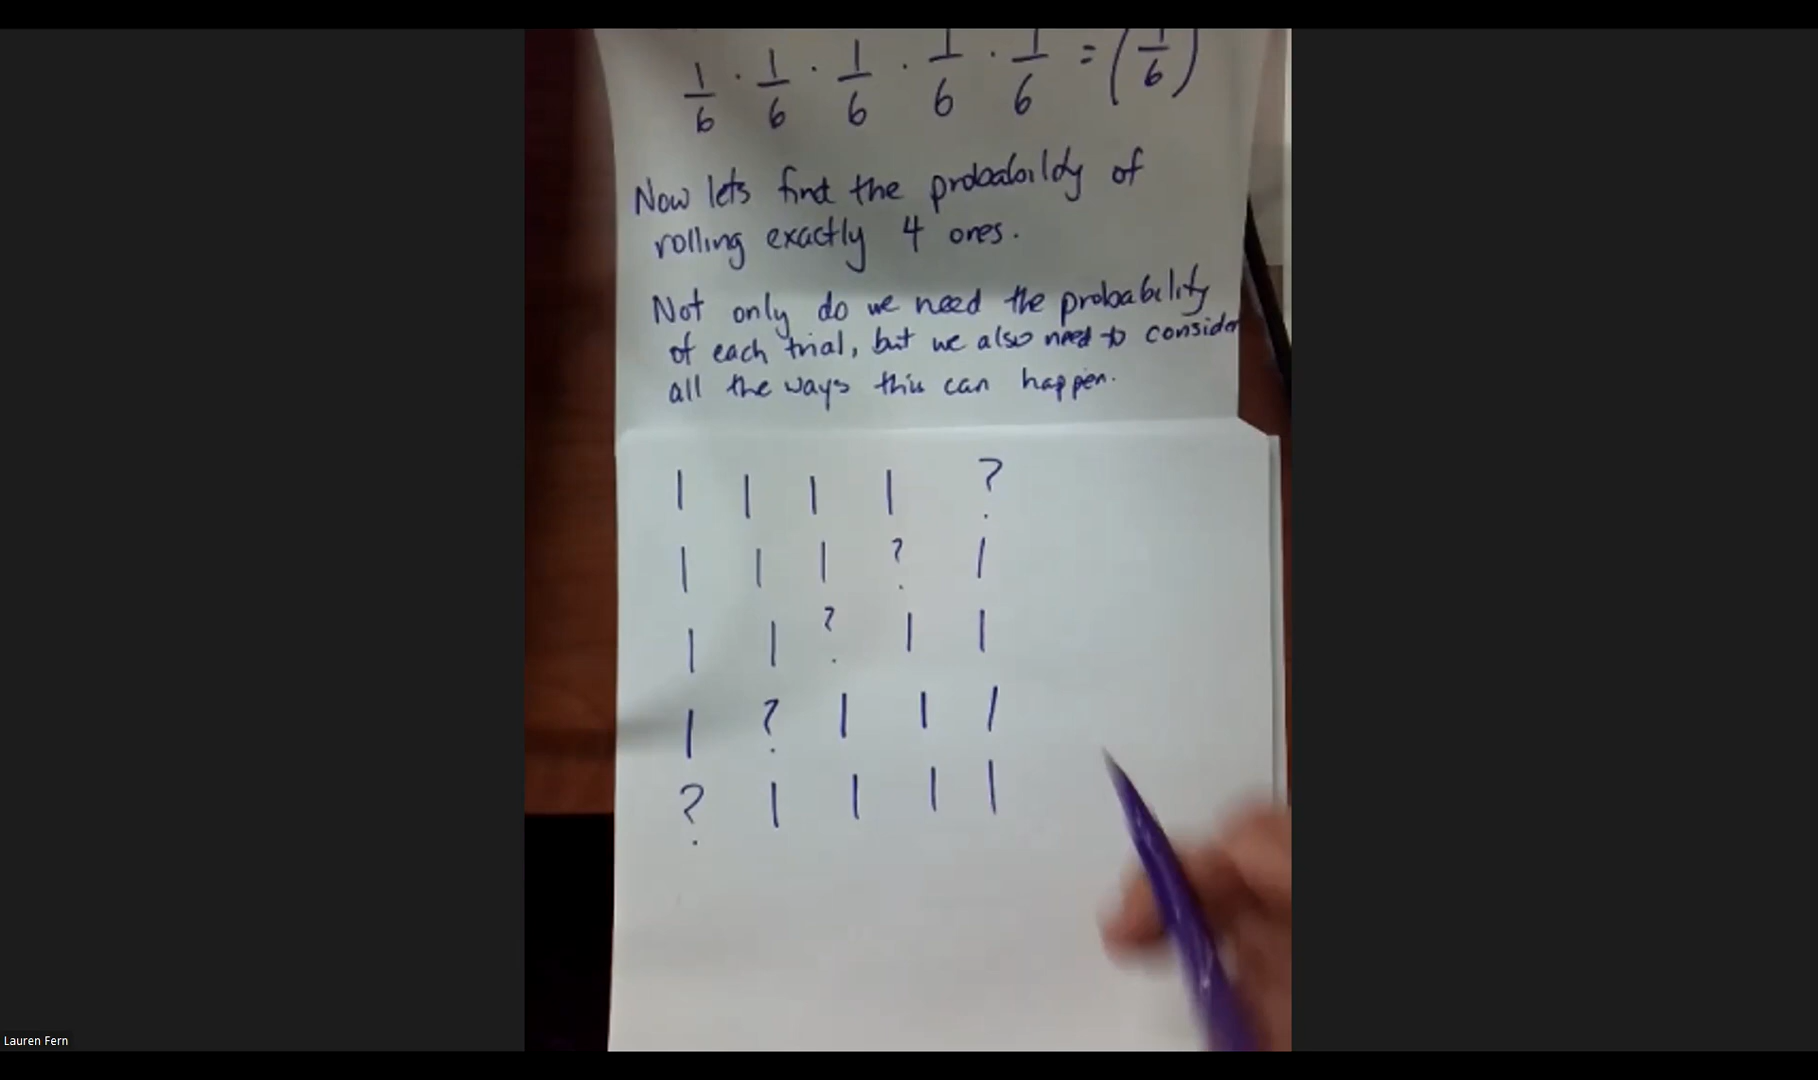 1/6 · 1/6 · 1/6 · 1/6 · 1/6 = (1/6)
Now lets find the probabaildy of
rolling exactly 4 ones.
Not only do we need the probability
of each trial, but we also need to consider
all the ways this can happen.
1 1 1 1 ?
1 1 1 ? 1
1 1 ? 1 1
1 ? 1 1 1
? 1 1 1 1
Lauren Fern